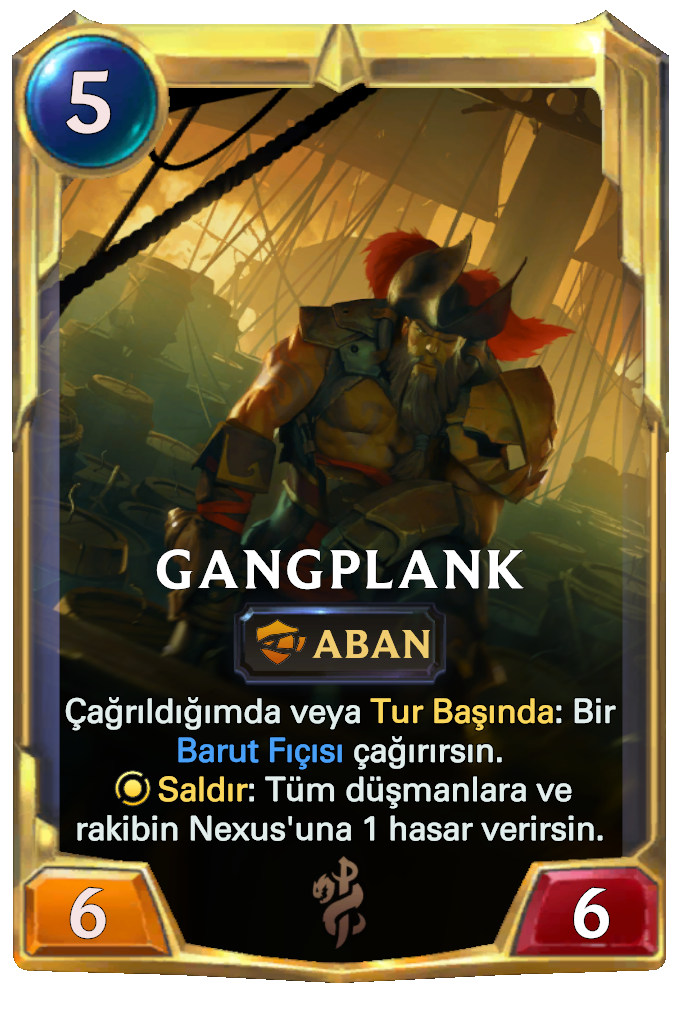 5
GANGPLANK
ABAN
Çağrıldığımda veya Tur Başında: Bir
Barut Fıçısı çağırırsın.
Saldır: Tüm düşmanlara ve
rakibin Nexus'una 1 hasar verirsin.
6
6